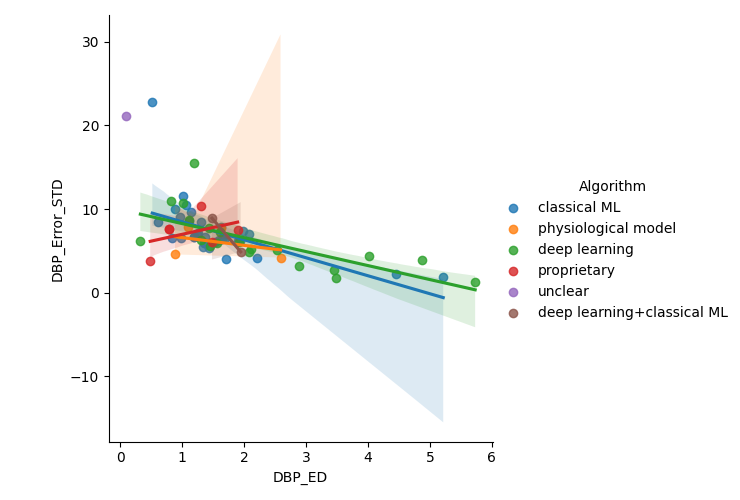 30
20
10
0
−10
DBP_Error_STD
0 1 2 3 4 5 6
DBP_ED
Algorithm
classical ML
physiological model
deep learning
proprietary
unclear
deep learning+classical ML